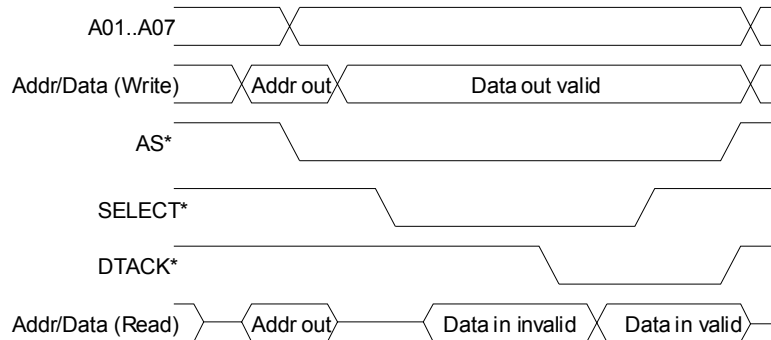 A01..A07
Addr/Data (Write) Addr out Data out valid
AS*
SELECT*
DTACK*
Addr/Data (Read) Addr out Data in invalid Data in valid